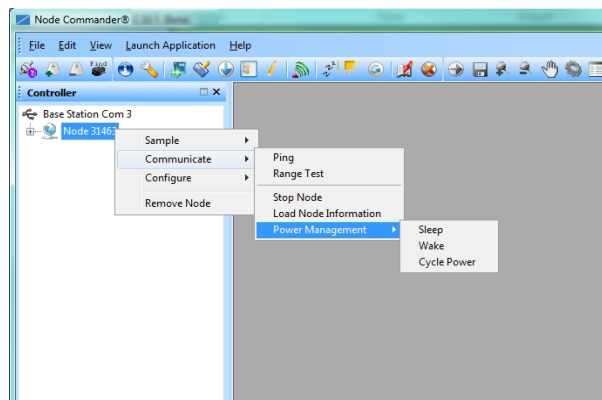 Node Commander®
File Edit View Launch Application Help
Controller
Base Station Com 3
Node 31463
Sample
Communicate
Configure
Remove Node
Ping
Range Test
Stop Node
Load Node Information
Power Management
Sleep
Wake
Cycle Power